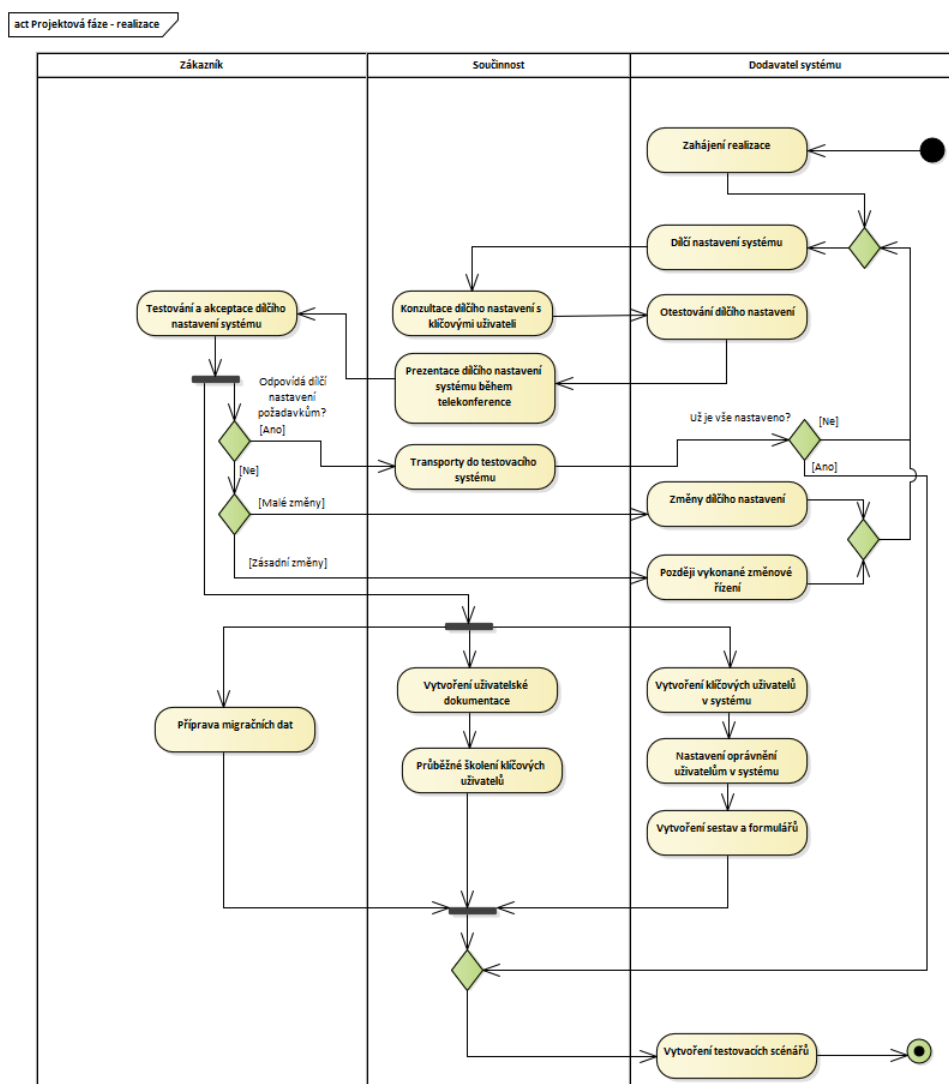 act Projektová fáze - realizace
Zákazník
Součinnost
Dodavatel systému
Zahájení realizace
Dílčí nastavení systému
Testování a akceptace dílčího
nastavení systému
Konzultace dílčího nastavení s
klíčovými uživateli
Otestování dílčího nastavení
Prezentace dílčího nastavení
systému během
telekonference
Odpovídá dílčí
nastavení
požadavkům?
[Ano]
Už je vše nastaveno?
[Ne]
Transporty do testovacího
systému
[Ano]
[Ne]
[Malé změny]
Změny dílčího nastavení
[Zásadní změny]
Později vykonané změnové
řízení
Vytvoření uživatelské
dokumentace
Vytvoření klíčových uživatelů
v systému
Příprava migračních dat
Průběžné školení klíčových
uživatelů
Nastavení oprávnění
uživatelům v systému
Vytvoření sestav a formulářů
Vytvoření testovacích scénářů